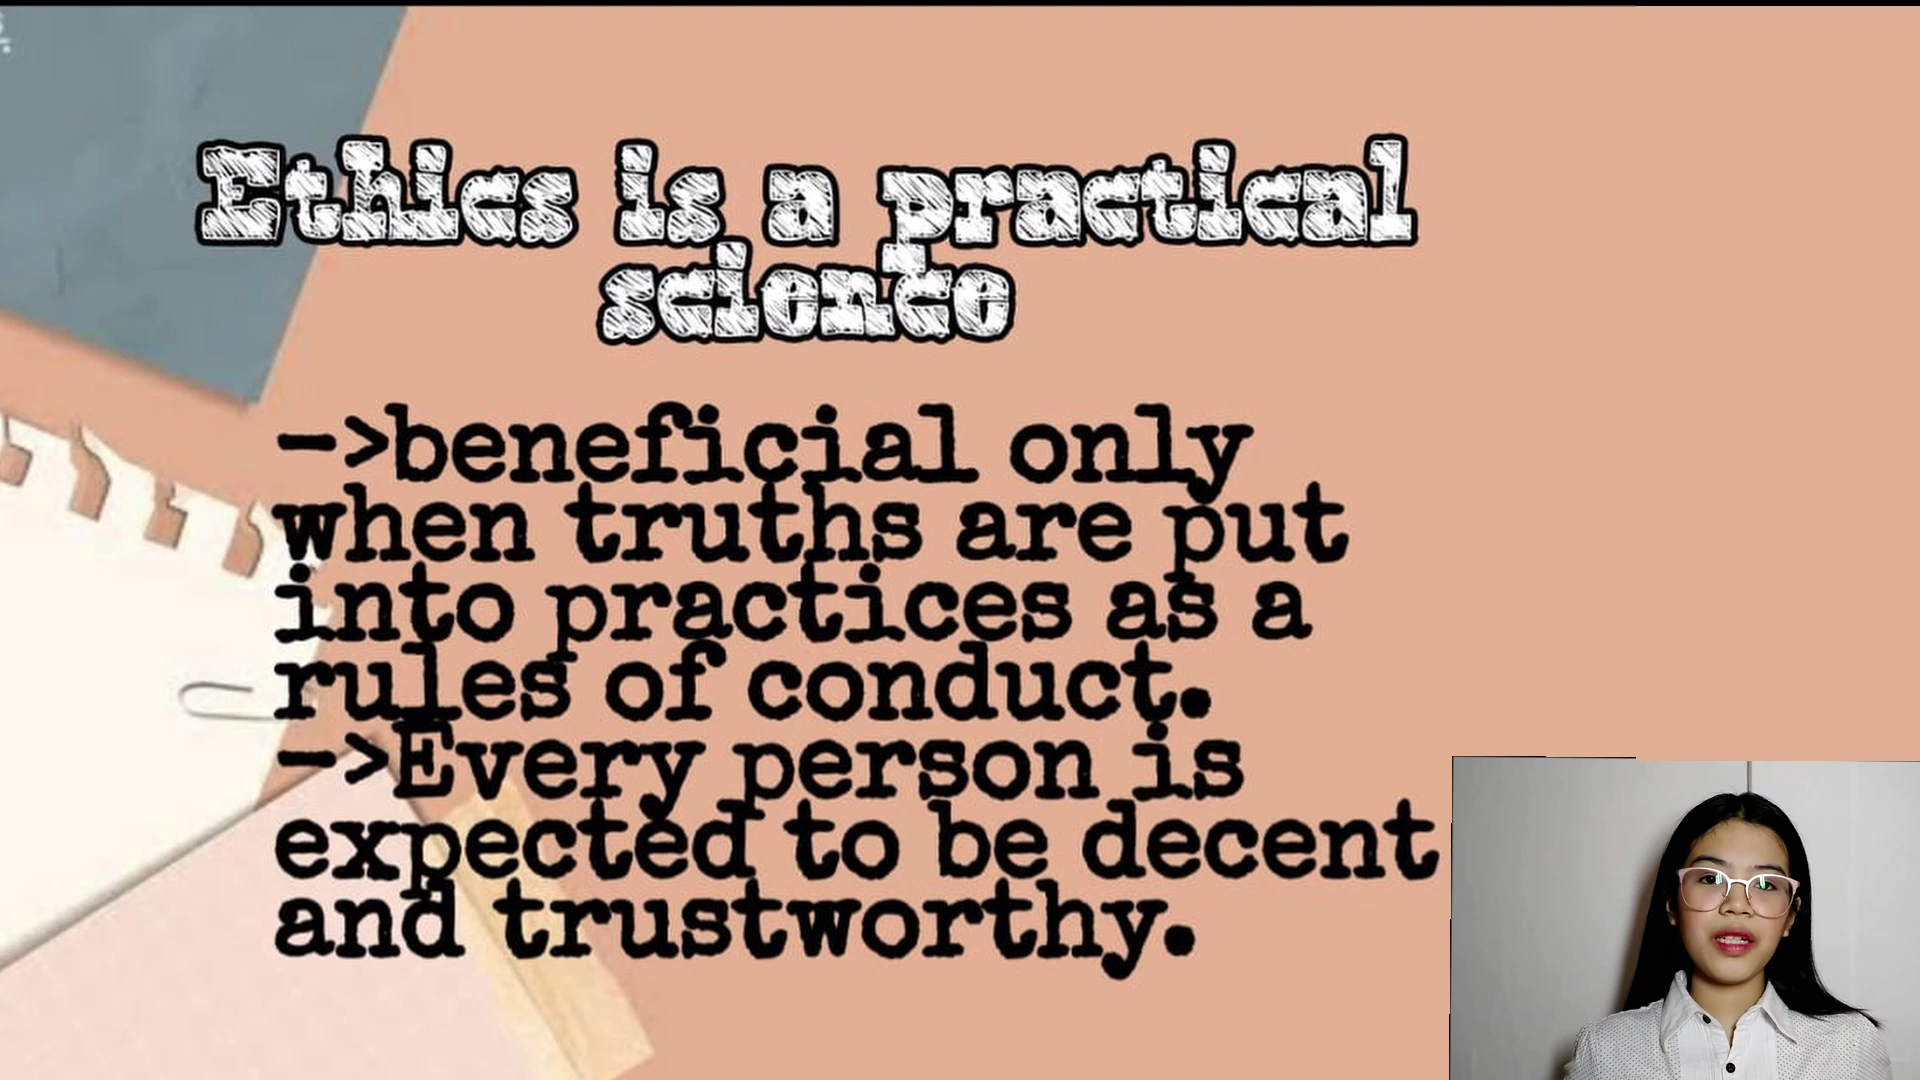 Ethics is a practical
science
->beneficial only
when truths are put
into practices as a
rules of conduct.
->Every person is
expected to be decent
and trustworthy.